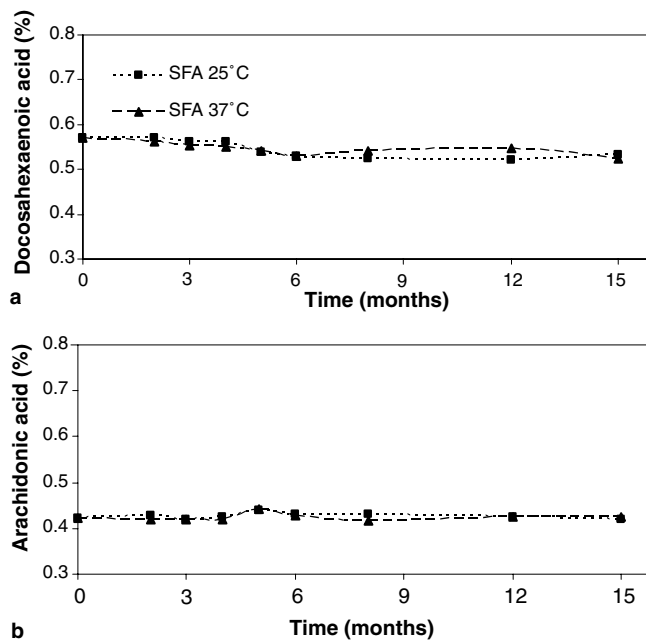 0.8
SFA 25˚C
0.7
SFA 37˚C
0.6
0.5
0.4
0.3
Docosahexaenoic acid (%)
0 3 6 9 12 15
a
Time (months)
0.8
0.7
0.6
0.5
0.4
0.3
Arachidonic acid (%)
0 3 6 9 12 15
b
Time (months)